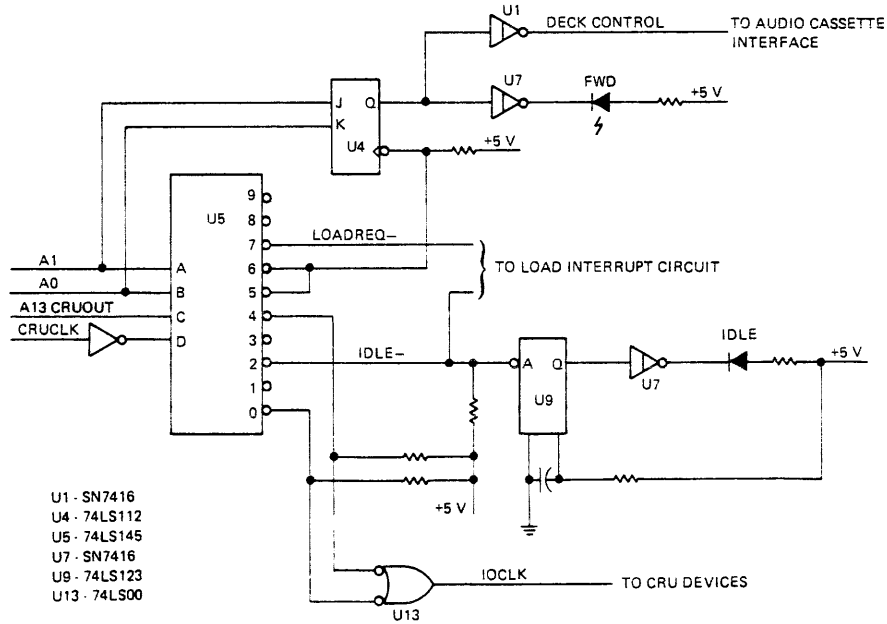 U1
DECK CONTROL
TO AUDIO CASSETTE
INTERFACE
U7
FWD
+5 V
J
Q
K
U4
+5 V
U5
9
8
7
LOADREQ–
6
TO LOAD INTERRUPT CIRCUIT
5
A1
A
A0
B
A13 CRUOUT
C
4
CRUCLK
D
3
2
IDLE–
A
Q
U9
U7
IDLE
+5 V
1
0
+5 V
U1 - SN7416
U4 - 74LS112
U5 - 74LS145
U7 - SN7416
U9 - 74LS123
U13 - 74LS00
IOCLK
TO CRU DEVICES
U13